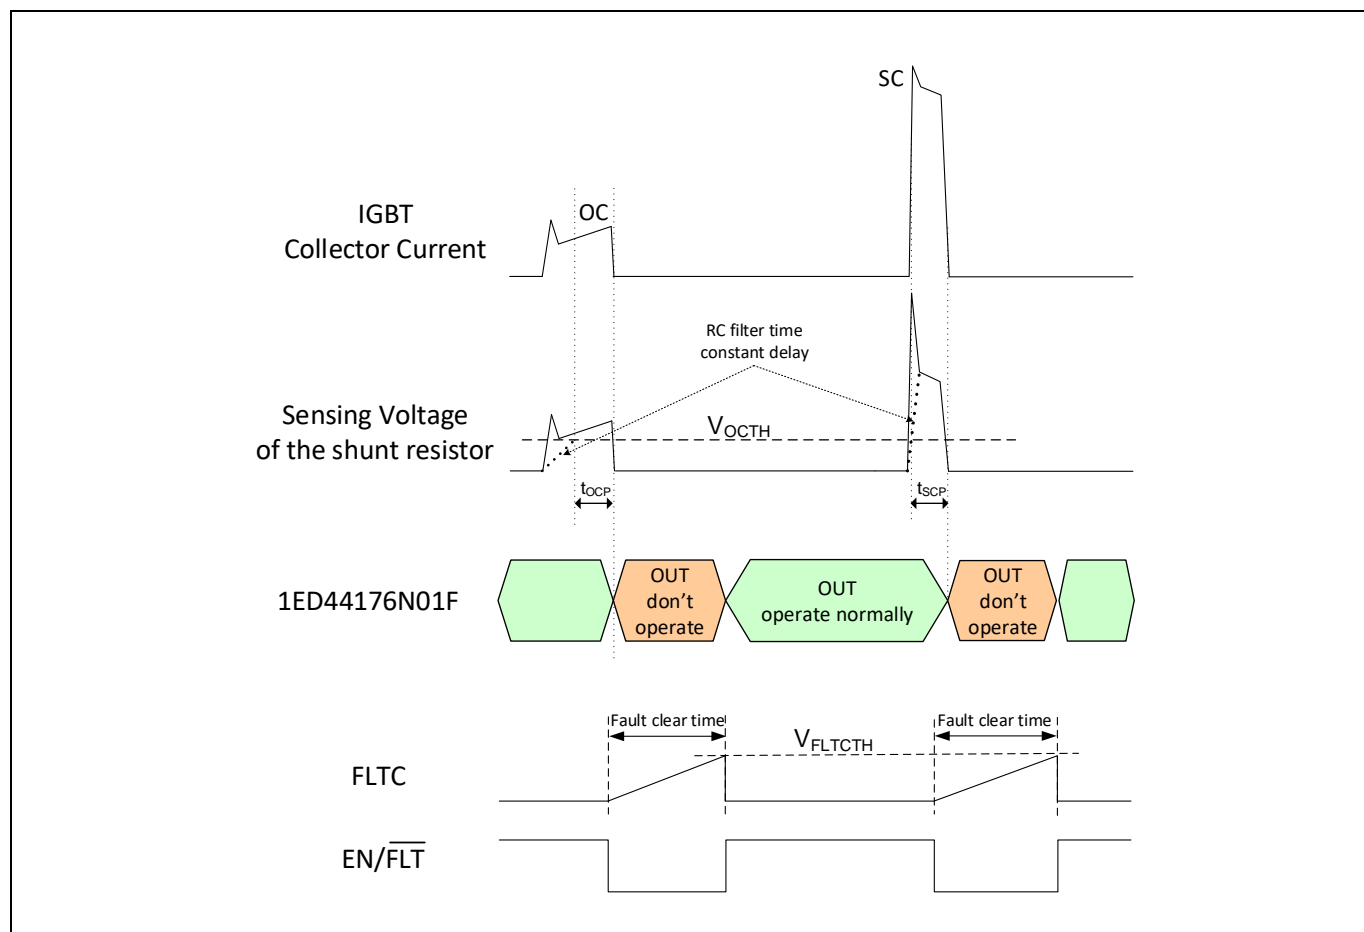 SC
OC
IGBT
Collector Current
RC filter time
constant delay
Sensing Voltage
of the shunt resistor
VOCTH
tOCP
tSCP
1ED44176N01F
OUT
don’t
operate
OUT
operate normally
OUT
don’t
operate
Fault clear time
Fault clear time
VFLTCTH
FLTC
EN/FLT